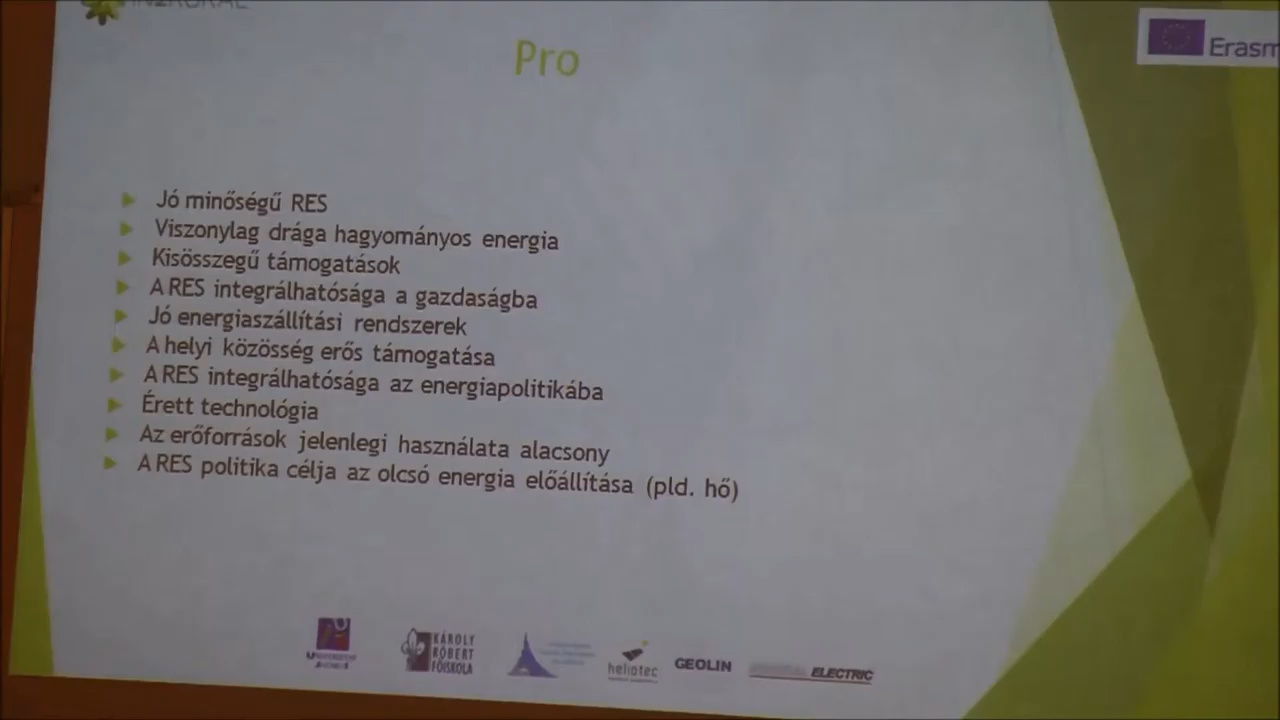 Erasm
Pro
Jó minőségű RES
Viszonylag drága hagyományos energia
Kisösszegű támogatások
A RES integrálhatósága a gazdaságba
Jó energiaszállítási rendszerek
A helyi közösség erős támogatása
A RES integrálhatósága az energiapolitikába
Érett technológia
Az erőforrások jelenlegi használata alacsony
A RES politika célja az olcsó energia előállítása (pld. hő)
KÁROLY
RÓBERT
FŐISKOLA
heliotec
GEOLIN
ELECTRIC